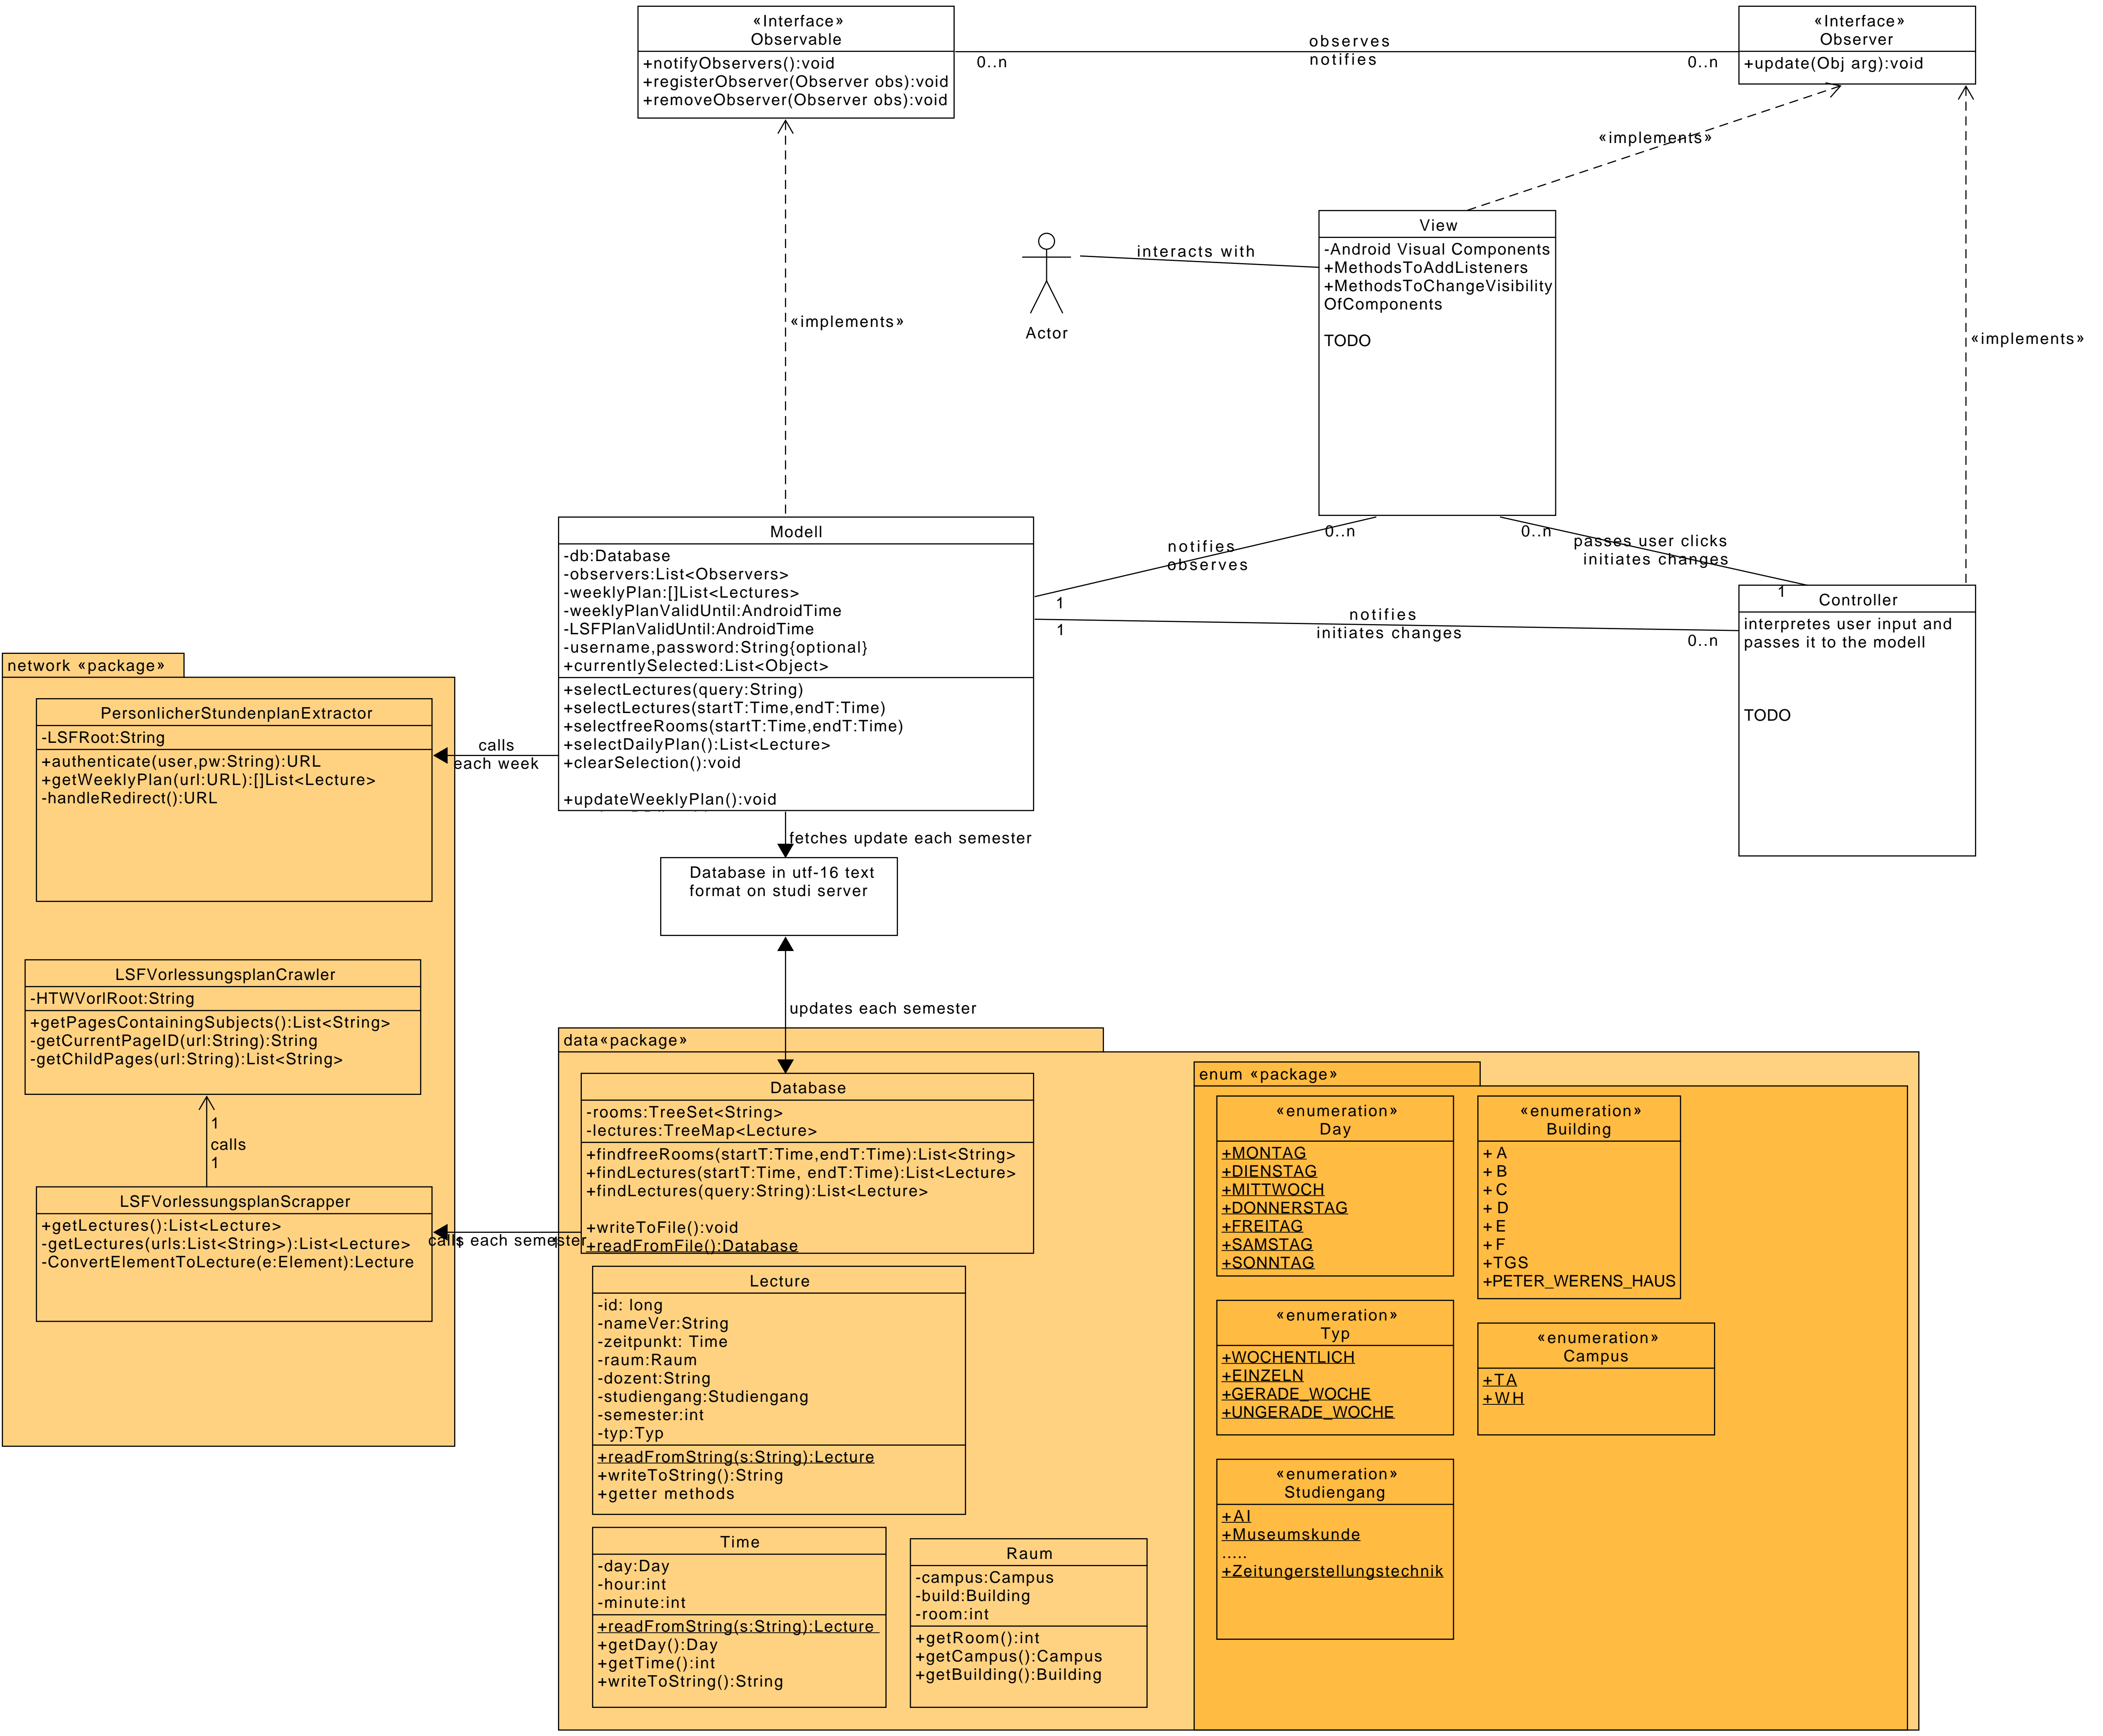 «Interface»
Observable
+notifyObservers():void
+registerObserver(Observer obs):void
+removeObserver(Observer obs):void
observes
notifies
0..n
0..n
«Interface»
Observer
+update(Obj arg):void
«implements»
«implements»
«implements»
Actor
interacts with
View
-Android Visual Components
+MethodsToAddListeners
+MethodsToChangeVisibility
OfComponents
TODO
Modell
-db:Database
-observers:List<Observers>
-weeklyPlan:[]List<Lectures>
-weeklyPlanValidUntil:AndroidTime
-LSFPlanValidUntil:AndroidTime
-username,password:String{optional}
+currentlySelected:List<Object>
+selectLectures(query:String)
+selectLectures(startT:Time,endT:Time)
+selectfreeRooms(startT:Time,endT:Time)
+selectDailyPlan():List<Lecture>
+clearSelection():void
+updateWeeklyPlan():void
notifies
observes
0..n
1
0..n
passes user clicks
initiates changes
1
notifies
initiates changes
1
0..n
Controller
interpretes user input and
passes it to the modell
TODO
network «package»
PersonlicherStundenplanExtractor
-LSFRoot:String
+authenticate(user,pw:String):URL
+getWeeklyPlan(url:URL):[]List<Lecture>
-handleRedirect():URL
calls
each week
fetches update each semester
Database in utf-16 text
format on studi server
updates each semester
LSFVorlessungsplanCrawler
-HTWVorlRoot:String
+getPagesContainingSubjects():List<String>
-getCurrentPageID(url:String):String
-getChildPages(url:String):List<String>
1
calls
1
LSFVorlessungsplanScrapper
+getLectures():List<Lecture>
-getLectures(urls:List<String>):List<Lecture>
-ConvertElementToLecture(e:Element):Lecture
calls each semester
data«package»
Database
-rooms:TreeSet<String>
-lectures:TreeMap<Lecture>
+findfreeRooms(startT:Time,endT:Time):List<String>
+findLectures(startT:Time, endT:Time):List<Lecture>
+findLectures(query:String):List<Lecture>
+writeToFile():void
+readFromFile():Database
Lecture
-id: long
-nameVer:String
-zeitpunkt: Time
-raum:Raum
-dozent:String
-studiengang:Studiengang
-semester:int
-typ:Typ
+readFromString(s:String):Lecture
+writeToString():String
+getter methods
Time
-day:Day
-hour:int
-minute:int
+readFromString(s:String):Lecture
+getDay():Day
+getTime():int
+writeToString():String
Raum
-campus:Campus
-build:Building
-room:int
+getRoom():int
+getCampus():Campus
+getBuilding():Building
enum «package»
«enumeration»
Day
+MONTAG
+DIENSTAG
+MITTWOCH
+DONNERSTAG
+FREITAG
+SAMSTAG
+SONNTAG
«enumeration»
Building
+ A
+ B
+ C
+ D
+ E
+ F
+TGS
+PETER_WERENS_HAUS
«enumeration»
Typ
+WOCHENTLICH
+EINZELN
+GERADE_WOCHE
+UNGERADE_WOCHE
«enumeration»
Campus
+TA
+WH
«enumeration»
Studiengang
+AI
+Museumskunde
.....
+Zeitungerstellungstechnik